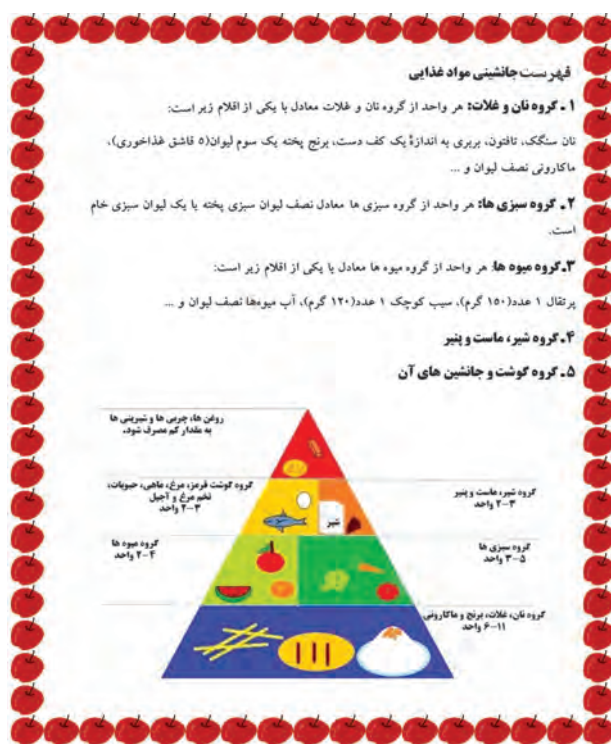 فهرست جانشینی مواد غذایی
۱ـ گروه نان و غلات: هر واحد از گروه نان و غلات معادل با یکی از اقلام زیر است:
نان سنگک، تافتون، بربری به اندازهٔ یک کف دست، برنج پخته یک سوم لیوان(۵ قاشق غذاخوری)،
ماکارونی نصف لیوان و ...
۲ـ گروه سبزی ها: هر واحد از گروه سبزی ها معادل نصف لیوان سبزی پخته یا یک لیوان سبزی خام
است.
۳ـ گروه میوه ها: هر واحد از گروه میوه ها معادل با یکی از اقلام زیر است:
پرتقال ۱ عدد(۱۵۰ گرم)، سیب کوچک ۱ عدد(۱۲۰ گرم)، آب میوه‌ها نصف لیوان و ...
۴ـ گروه شیر، ماست و پنیر
۵ـ گروه گوشت و جانشین های آن
روغن ها، چربی ها و شیرینی ها
به مقدار کم مصرف شود.
گروه شیر، ماست و پنیر
۳–۲ واحد
گروه گوشت قرمز، مرغ، ماهی، حبوبات،
تخم مرغ و آجیل
۳–۲ واحد
شیر
گروه سبزی ها
۵–۳ واحد
گروه میوه ها
۴–۲ واحد
گروه نان، غلات، برنج و ماکارونی
۱۱–۶ واحد